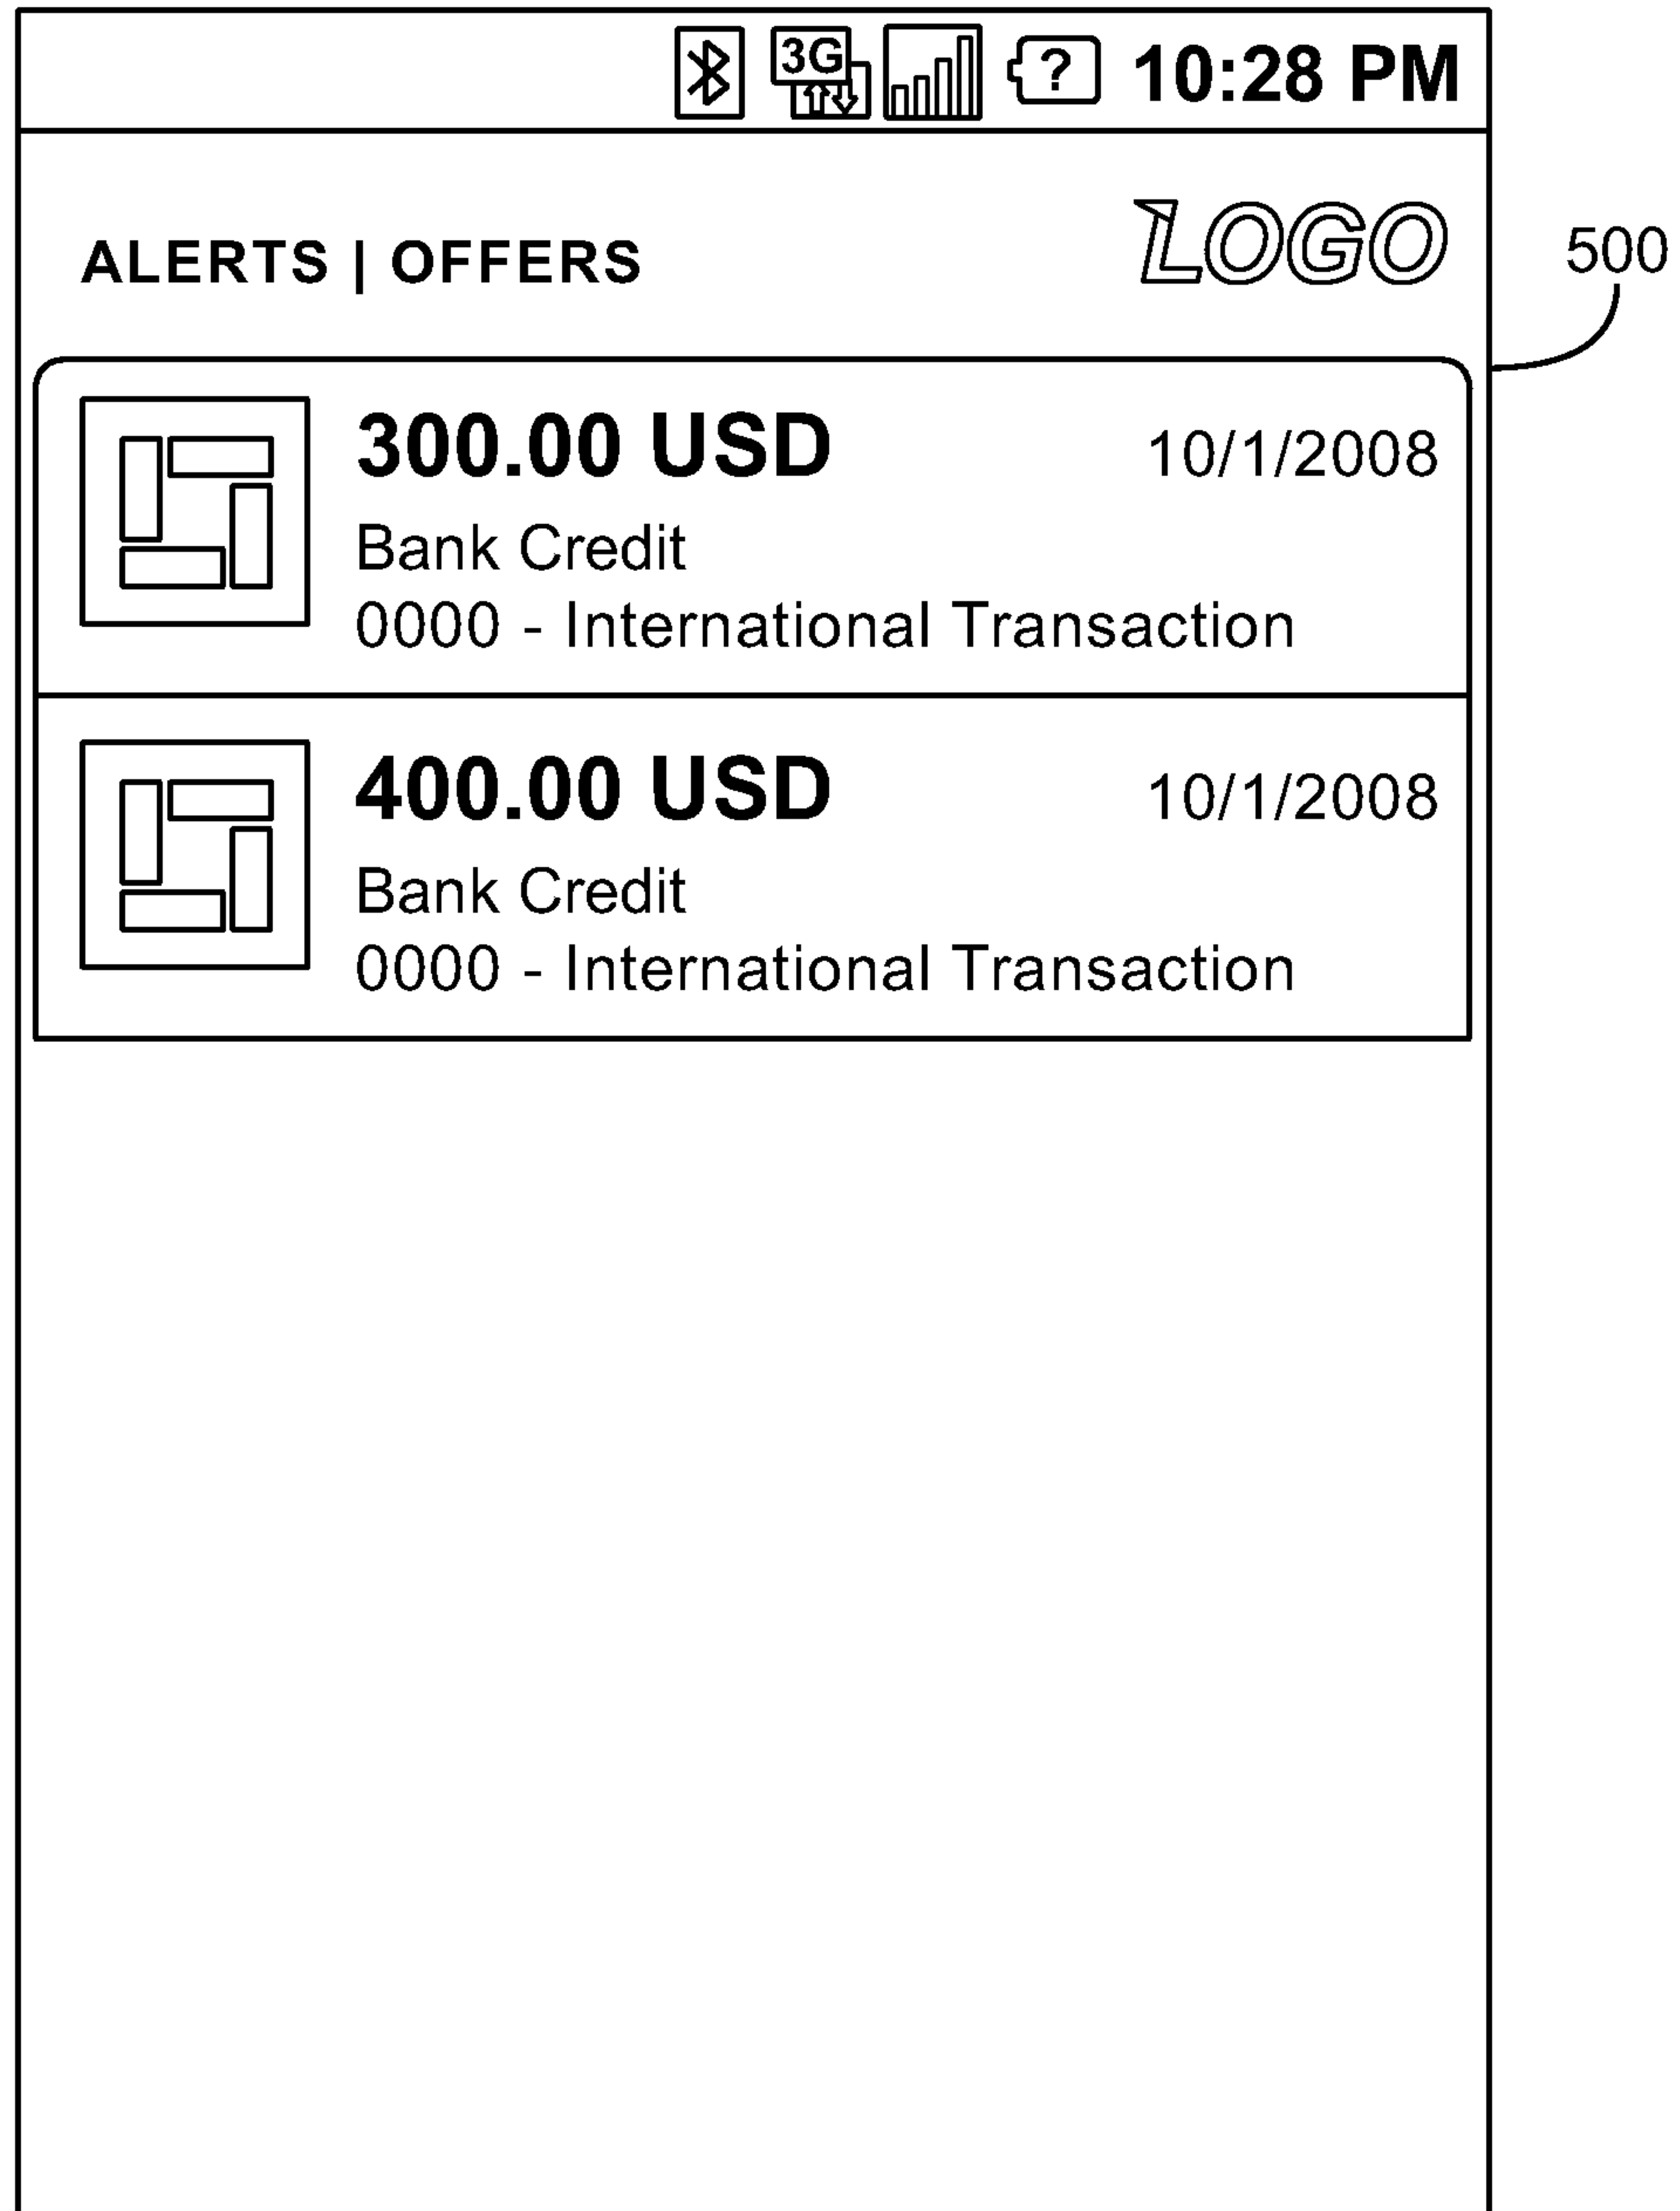 3G ? 10:28 PM
ALERTS | OFFERS LOGO
500
300.00 USD 10/1/2008
Bank Credit
0000 - International Transaction
400.00 USD 10/1/2008
Bank Credit
0000 - International Transaction